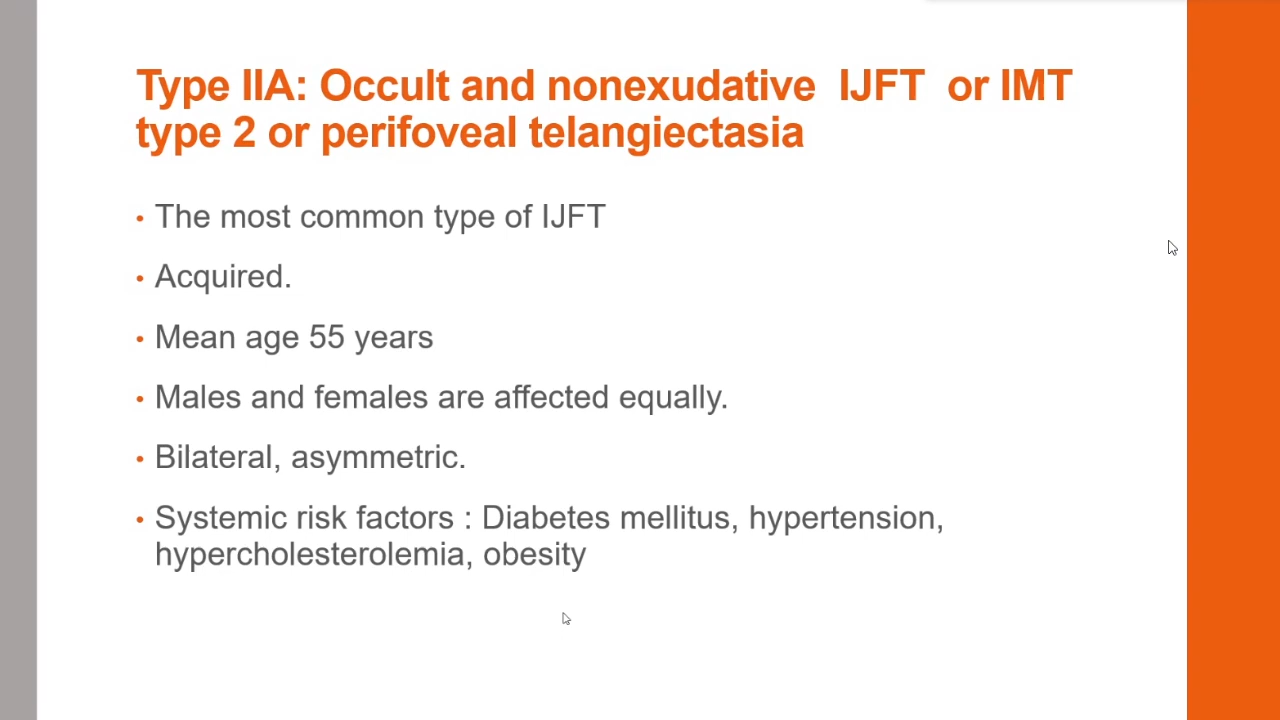 Type IIA: Occult and nonexudative IJFT or IMT
type 2 or perifoveal telangiectasia
• The most common type of IJFT
• Acquired.
• Mean age 55 years
• Males and females are affected equally.
• Bilateral, asymmetric.
• Systemic risk factors : Diabetes mellitus, hypertension,
hypercholesterolemia, obesity